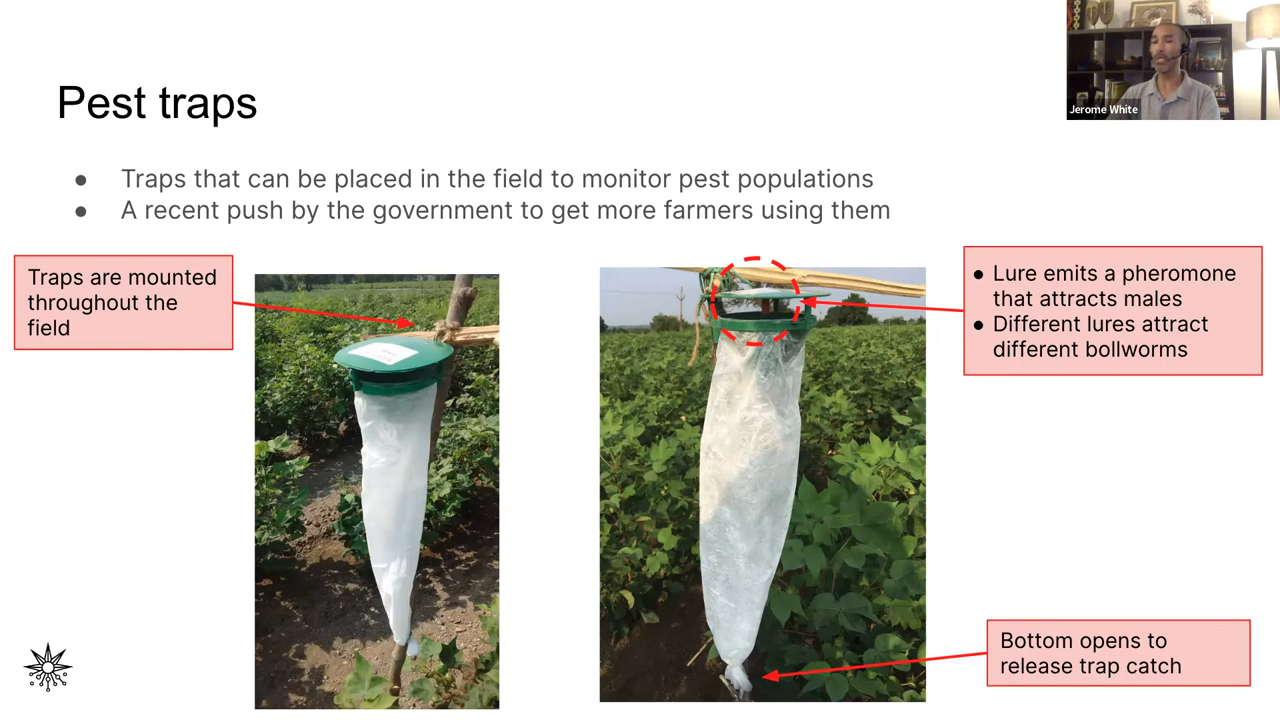 Jerome White
Pest traps
● Traps that can be placed in the field to monitor pest populations
● A recent push by the government to get more farmers using them
Traps are mounted
throughout the
field
● Lure emits a pheromone
that attracts males
● Different lures attract
different bollworms
Bottom opens to
release trap catch